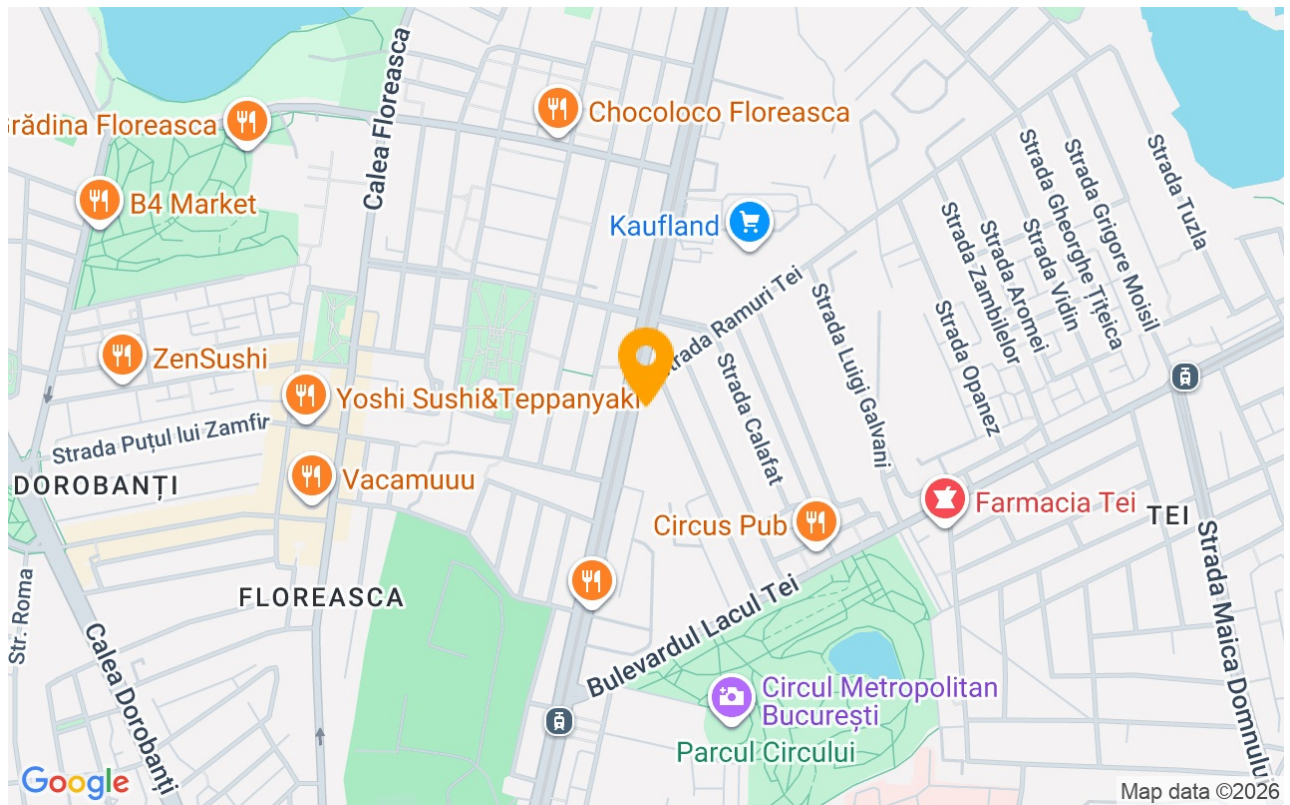 Calea Floreasca
Chocoloco Floreasca
Grădina Floreasca
B4 Market
Kaufland
Strada Tuzla
Strada Grigore Moisil
Strada Gheorghe Țițeica
Strada Vidin
Strada Aromei
Strada Zambilelor
Strada Ramuri Tei
Strada Luigi Galvani
Strada Opanez
ZenSushi
Yoshi Sushi&Teppanyaki
Strada Calafat
Strada Puțul lui Zamfir
DOROBANȚI
Vacamuuu
Circus Pub
Farmacia Tei
TEI
Strada Maica Domnului
FLOREASCA
Str. Roma
Calea Dorobanți
Bulevardul Lacul Tei
Circul Metropolitan
București
Parcul Circului
Google
Map data ©2026